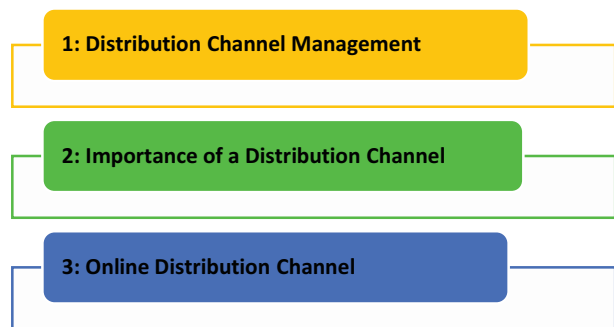 1: Distribution Channel Management
2: Importance of a Distribution Channel
3: Online Distribution Channel